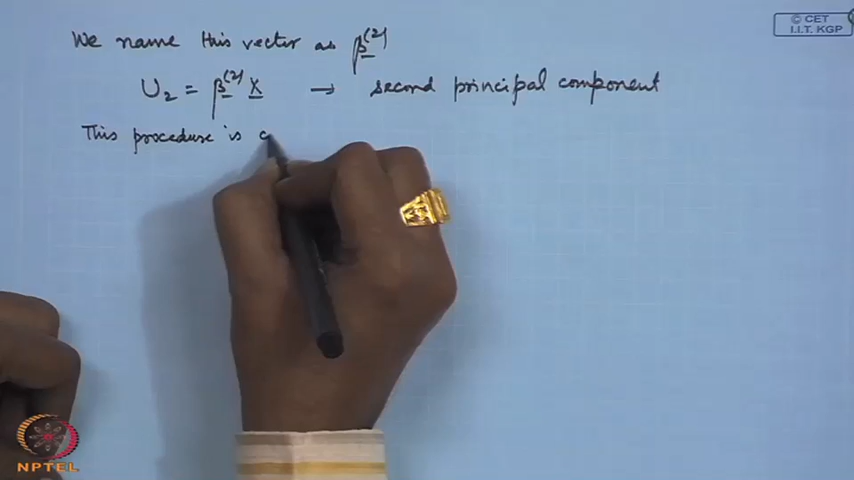 We name this vector as β⁽²⁾
© CET
I.I.T. KGP
U₂ = β⁽²⁾ X → second principal component
This procedure is c
NPTEL